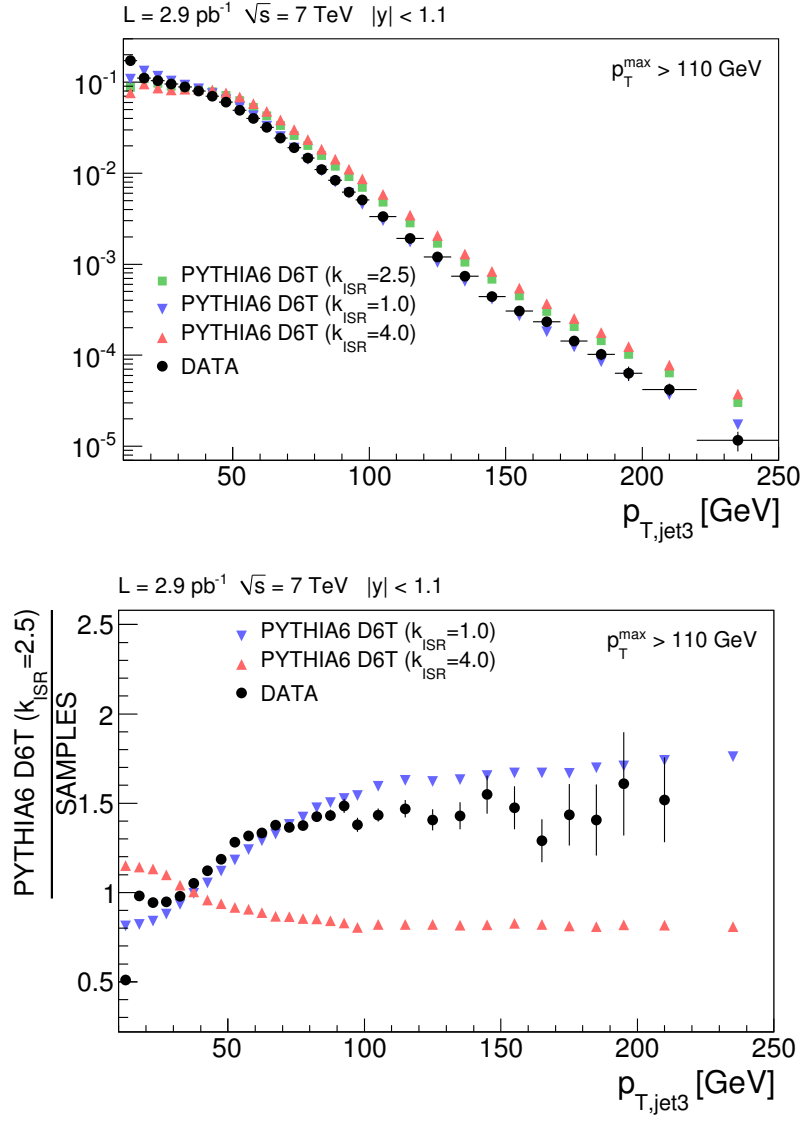 L = 2.9 pb⁻¹ √s = 7 TeV |y| < 1.1
p_T^max > 110 GeV
10⁻¹
10⁻²
10⁻³
10⁻⁴
10⁻⁵
PYTHIA6 D6T (k_ISR=2.5)
PYTHIA6 D6T (k_ISR=1.0)
PYTHIA6 D6T (k_ISR=4.0)
DATA
50 100 150 200 250
p_T,jet3 [GeV]
L = 2.9 pb⁻¹ √s = 7 TeV |y| < 1.1
PYTHIA6 D6T (k_ISR=2.5)
SAMPLES
2.5
2
1.5
1
0.5
PYTHIA6 D6T (k_ISR=1.0)
PYTHIA6 D6T (k_ISR=4.0)
DATA
p_T^max > 110 GeV
50 100 150 200 250
p_T,jet3 [GeV]